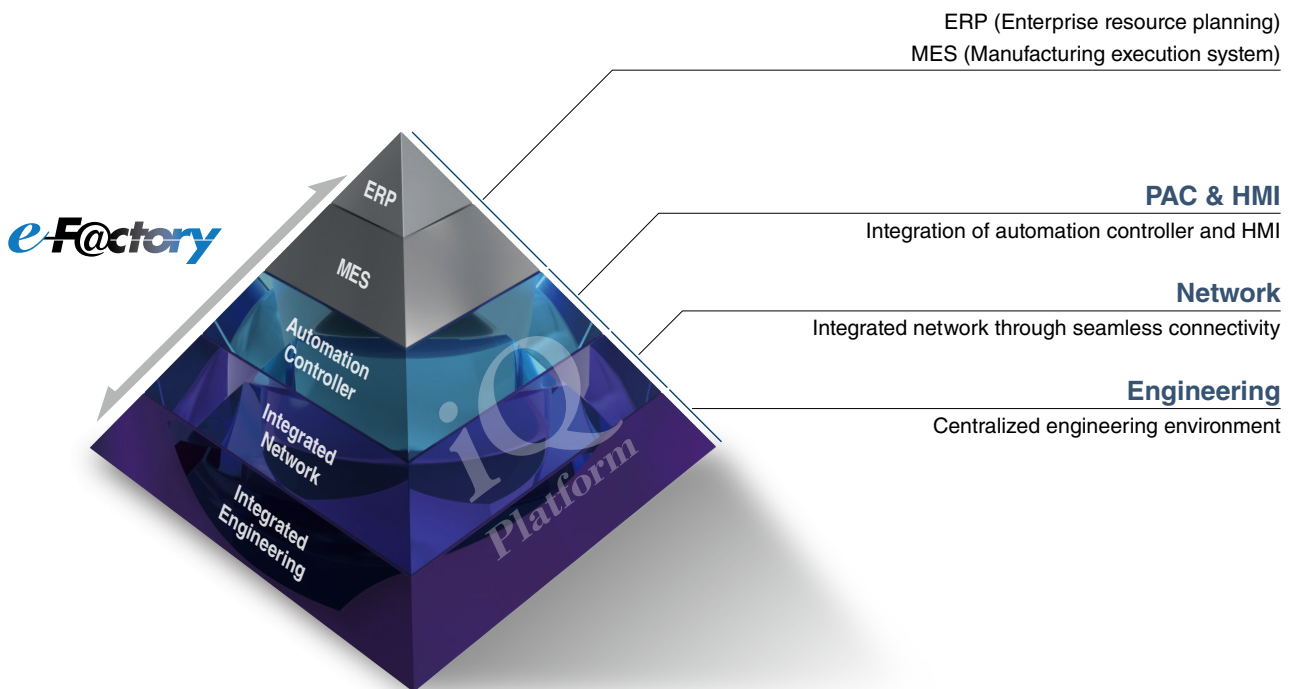 ERP (Enterprise resource planning)
MES (Manufacturing execution system)
PAC & HMI
Integration of automation controller and HMI
Network
Integrated network through seamless connectivity
Engineering
Centralized engineering environment
e-F@ctory
ERP
MES
Automation
Controller
Integrated
Network
Integrated
Engineering
iQ
Platform